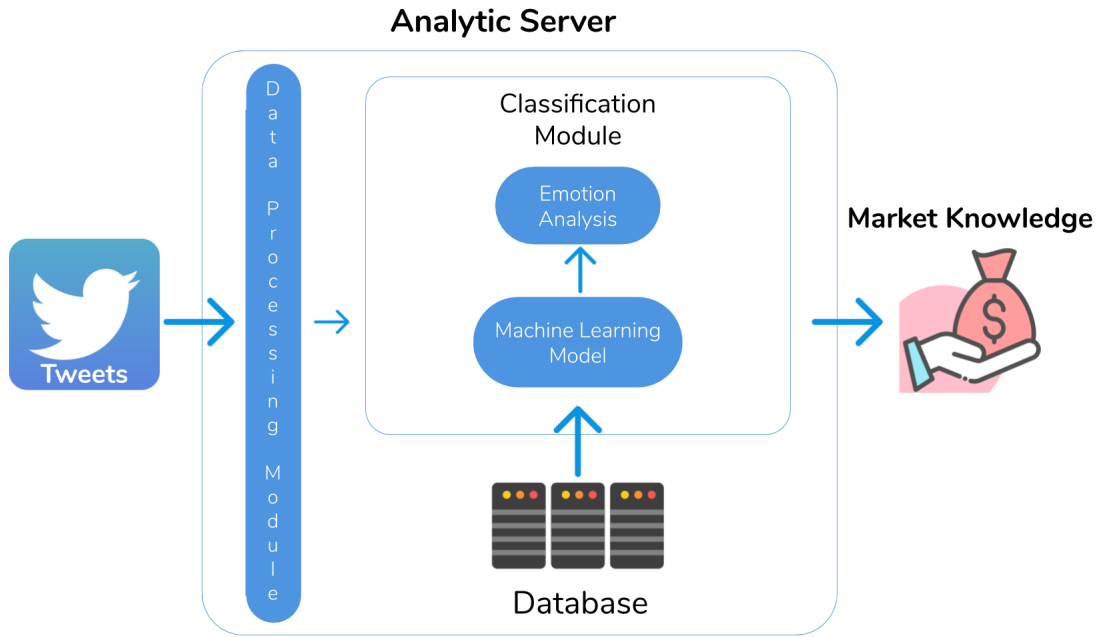 Analytic Server
Data Processing Module
Classification
Module
Emotion
Analysis
Machine Learning
Model
Market Knowledge
$
Tweets
Database